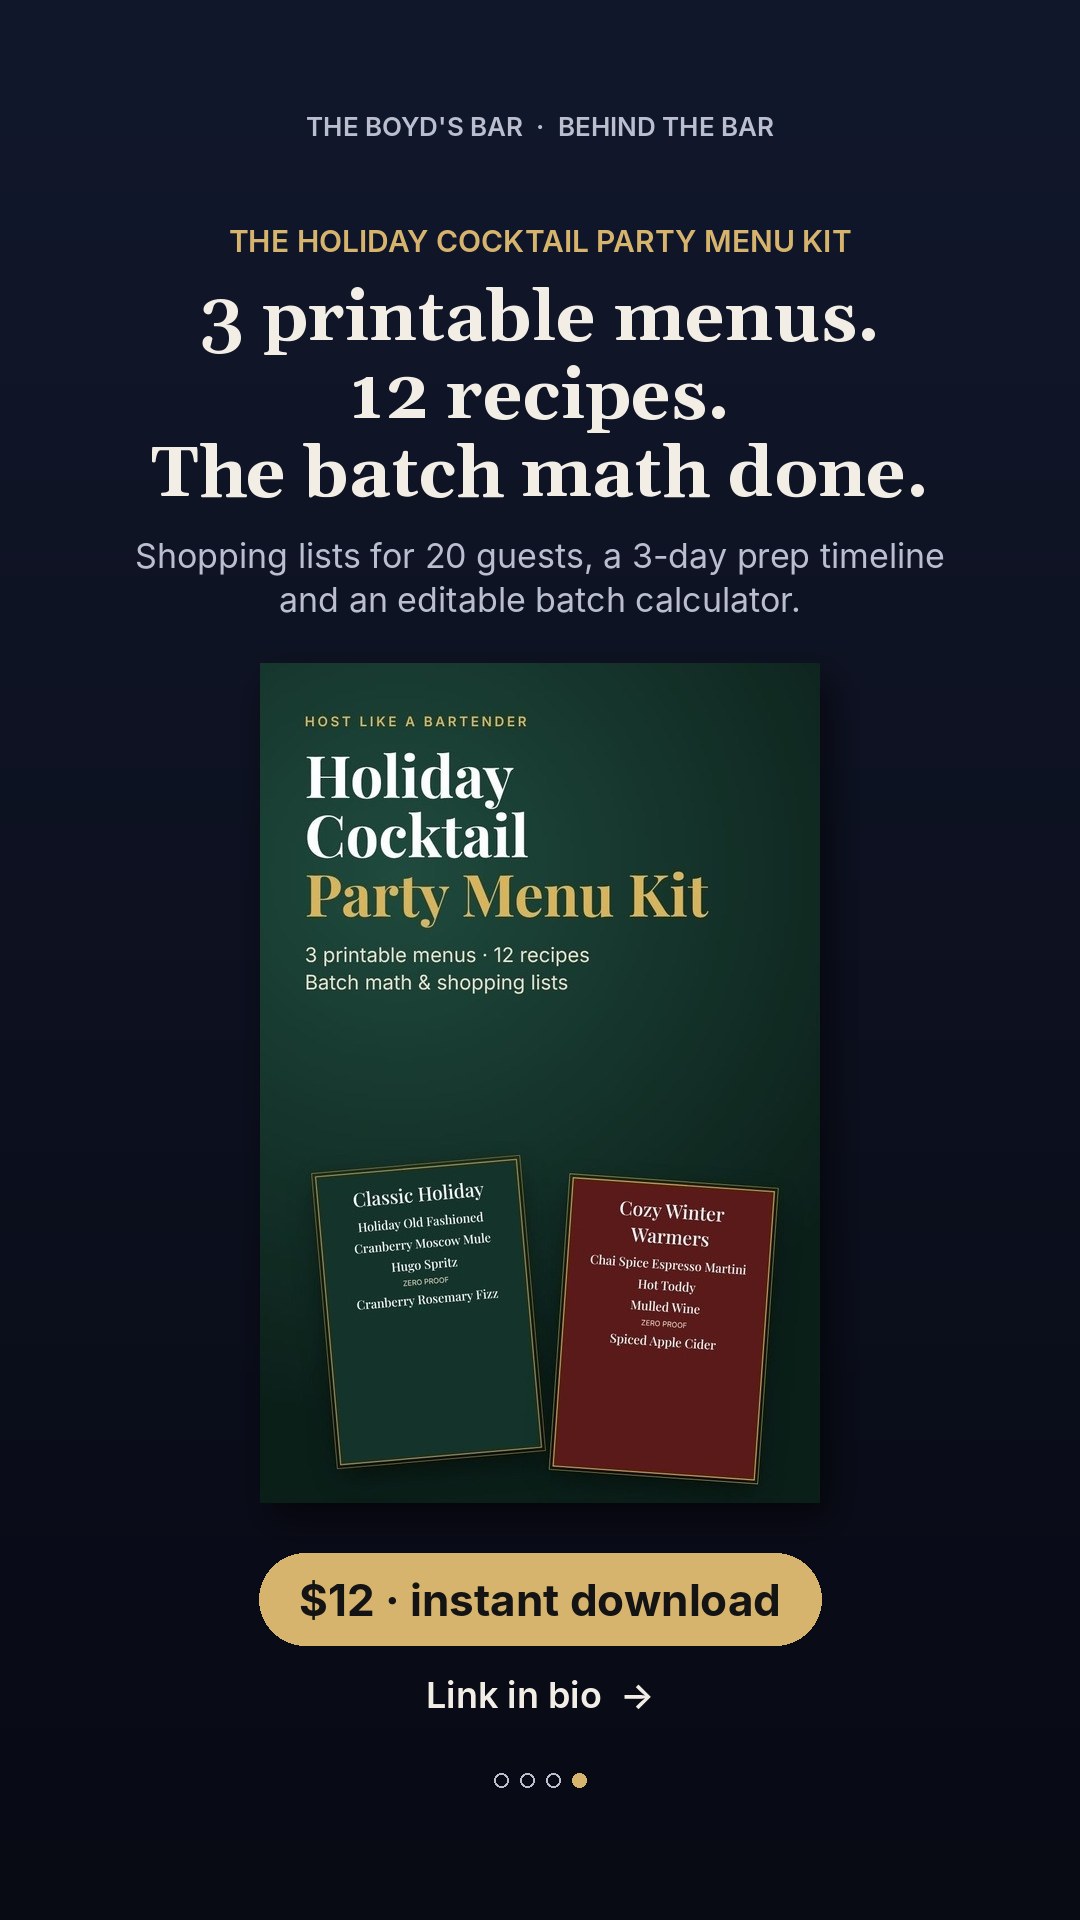 THE BOYD'S BAR · BEHIND THE BAR
THE HOLIDAY COCKTAIL PARTY MENU KIT
3 printable menus.
12 recipes.
The batch math done.
Shopping lists for 20 guests, a 3-day prep timeline
and an editable batch calculator.
HOST LIKE A BARTENDER
Holiday
Cocktail
Party Menu Kit
3 printable menus · 12 recipes
Batch math & shopping lists
Classic Holiday
Holiday Old Fashioned
Cranberry Moscow Mule
Hugo Spritz
ZERO PROOF
Cranberry Rosemary Fizz
Cozy Winter
Warmers
Chai Spice Espresso Martini
Hot Toddy
Mulled Wine
ZERO PROOF
Spiced Apple Cider
$12 · instant download
Link in bio →